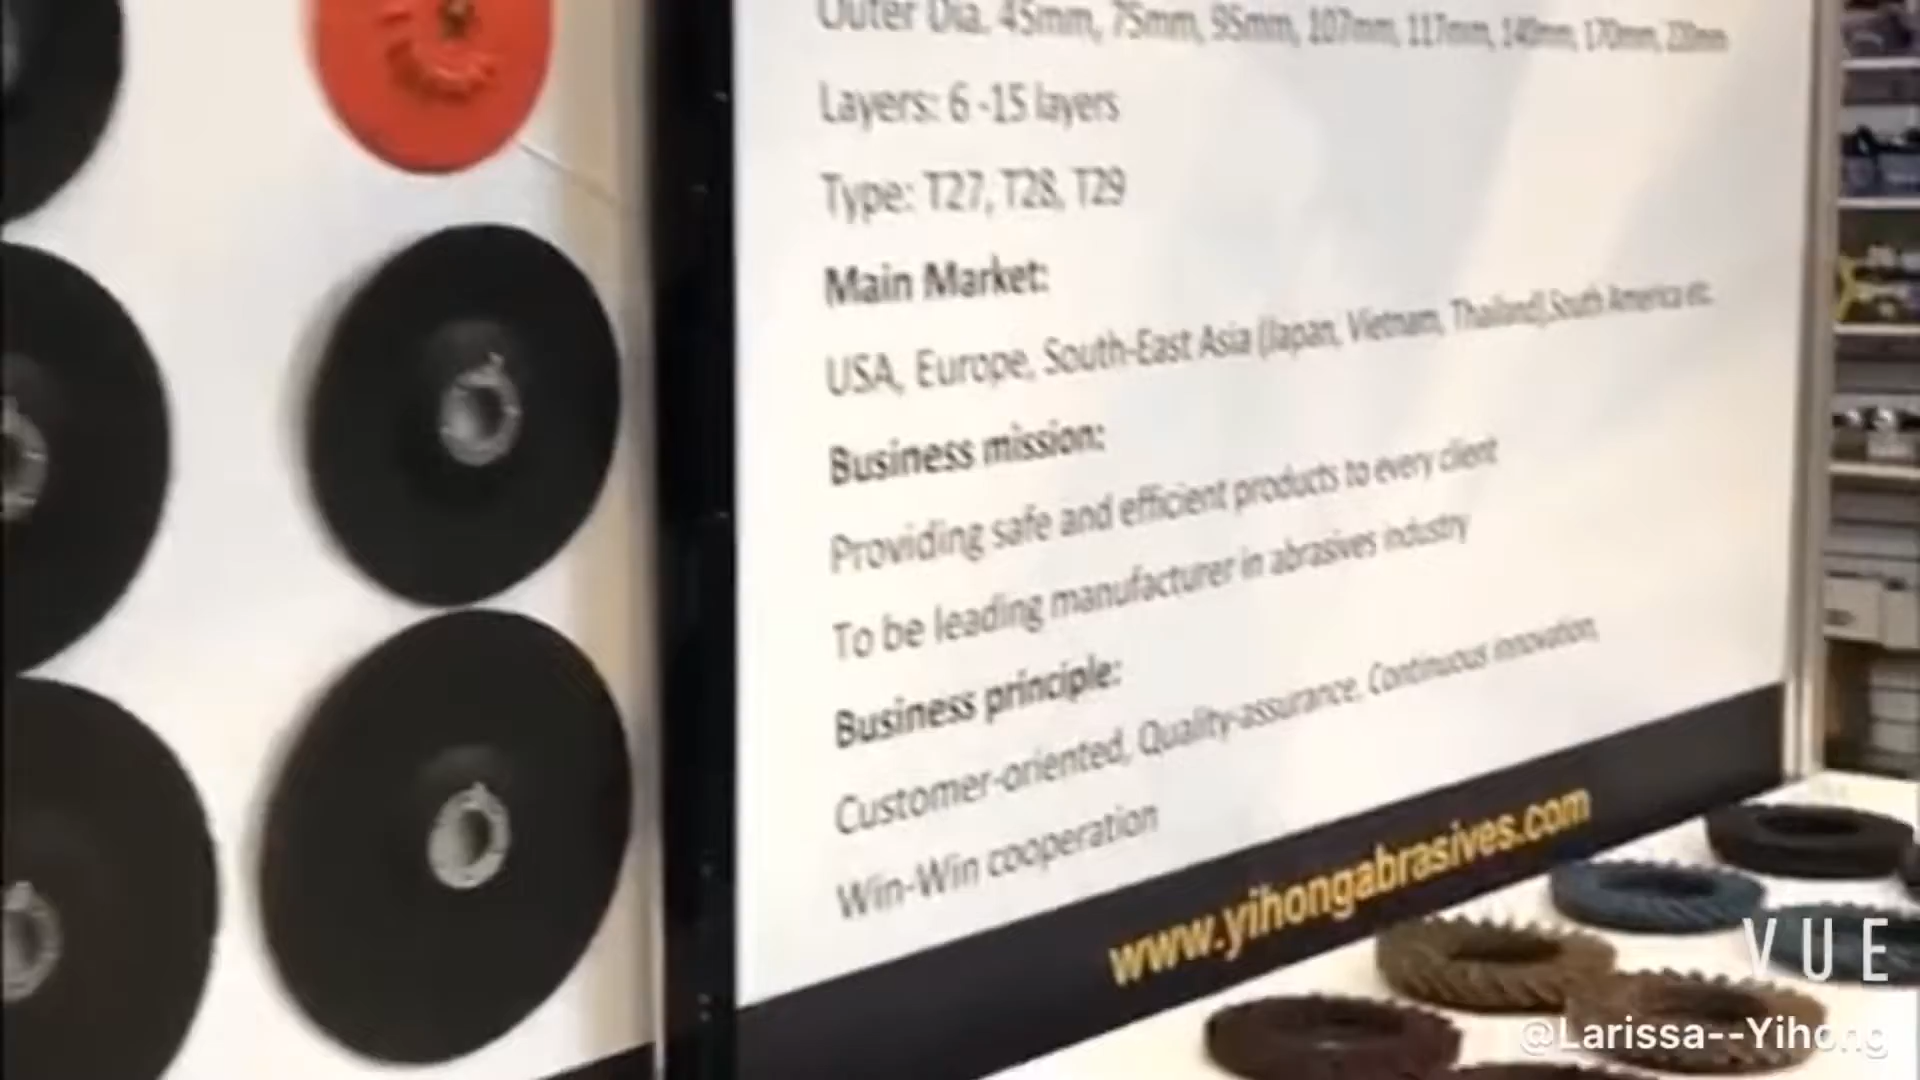 Outer Dia. 45mm, 75mm, 95mm, 107mm, 117mm, 140mm, 170mm, 220mm
Layers: 6 -15 layers
Type: T27, T28, T29
Main Market:
USA, Europe, South-East Asia (Japan, Vietnam, Thailand),South America etc.
Business mission:
Providing safe and efficient products to every client
To be leading manufacturer in abrasives industry
Business principle:
Customer-oriented, Quality-assurance, Continuous innovation,
Win-Win cooperation
www.yihongabrasives.com
VUE
@Larissa--Yihong